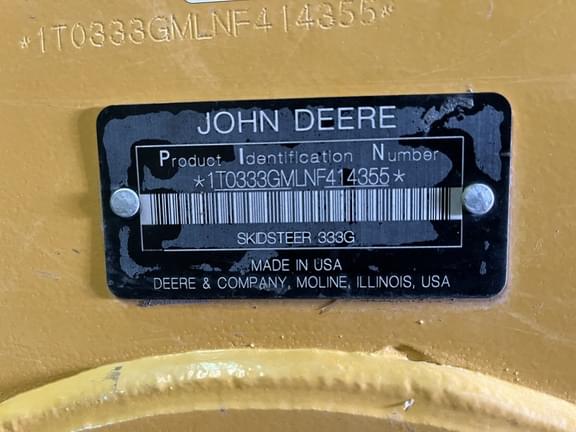 *1T0333GMLNF414355*
JOHN DEERE
Product Identification Number
*1T0333GMLNF414355*
SKIDSTEER 333G
MADE IN USA
DEERE & COMPANY, MOLINE, ILLINOIS, USA